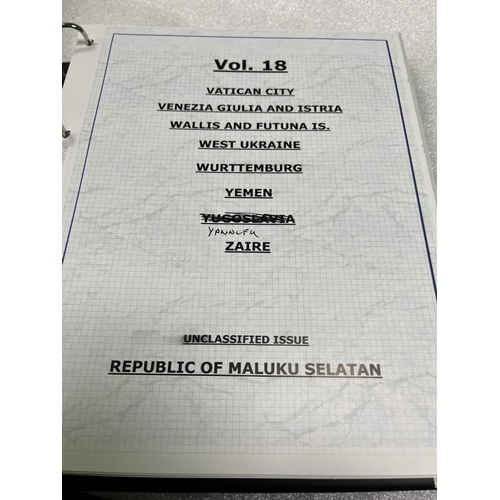 Vol. 18
VATICAN CITY
VENEZIA GIULIA AND ISTRIA
WALLIS AND FUTUNA IS.
WEST UKRAINE
WURTTEMBURG
YEMEN
YUGOSLAVIA
ZAIRE
UNCLASSIFIED ISSUE
REPUBLIC OF MALUKU SELATAN